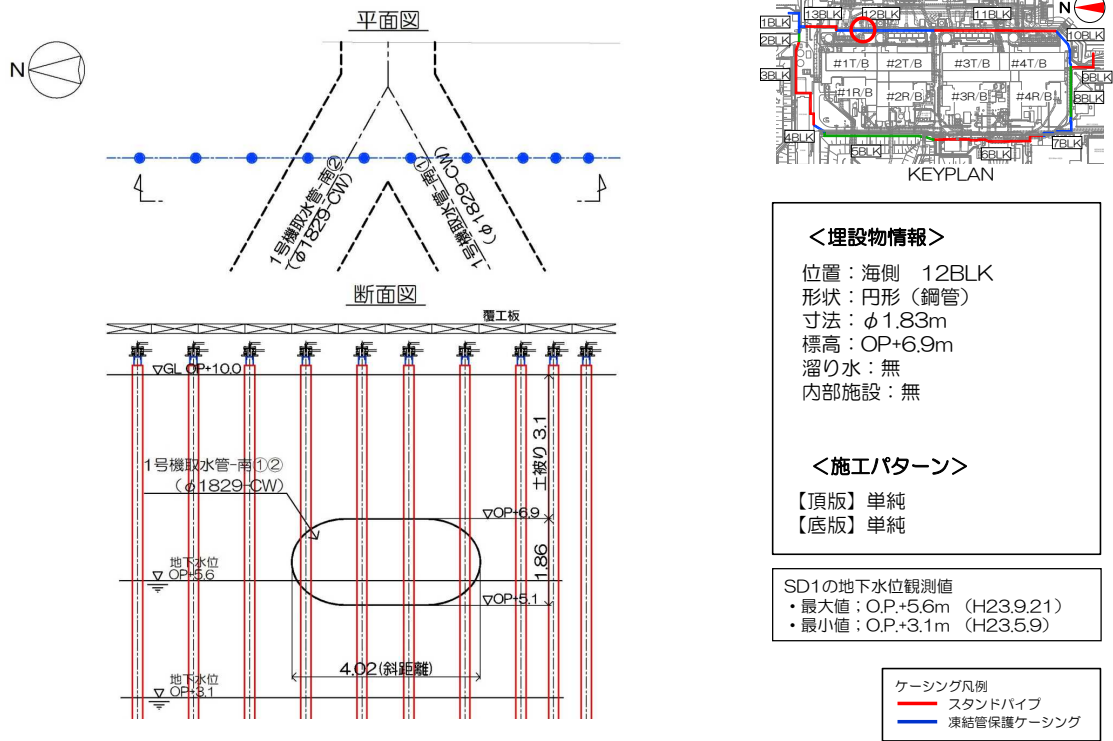 平面図
N
1号機取水管-南②
(φ1829-CW)
1号機取水管-南①
(φ1829-CW)
断面図
覆工板
▽GL OP+10.0
土被り 3.1
1号機取水管-南①②
(φ1829-CW)
▽OP+6.9
1.86
地下水位
▽OP+5.6
▽OP+5.1
4.02(斜距離)
地下水位
▽OP+3.1
N
1BLK
13BLK
12BLK
11BLK
10BLK
2BLK
3BLK
#1T/B
#2T/B
#3T/B
#4T/B
9BLK
#1R/B
#2R/B
#3R/B
#4R/B
8BLK
4BLK
5BLK
6BLK
7BLK
KEYPLAN
<埋設物情報>
位置:海側 12BLK
形状:円形(鋼管)
寸法:φ1.83m
標高:OP+6.9m
溜り水:無
内部施設:無
<施工パターン>
【頂版】単純
【底版】単純
SD1の地下水位観測値
・最大値;O.P.+5.6m (H23.9.21)
・最小値;O.P.+3.1m (H23.5.9)
ケーシング凡例
スタンドパイプ
凍結管保護ケーシング